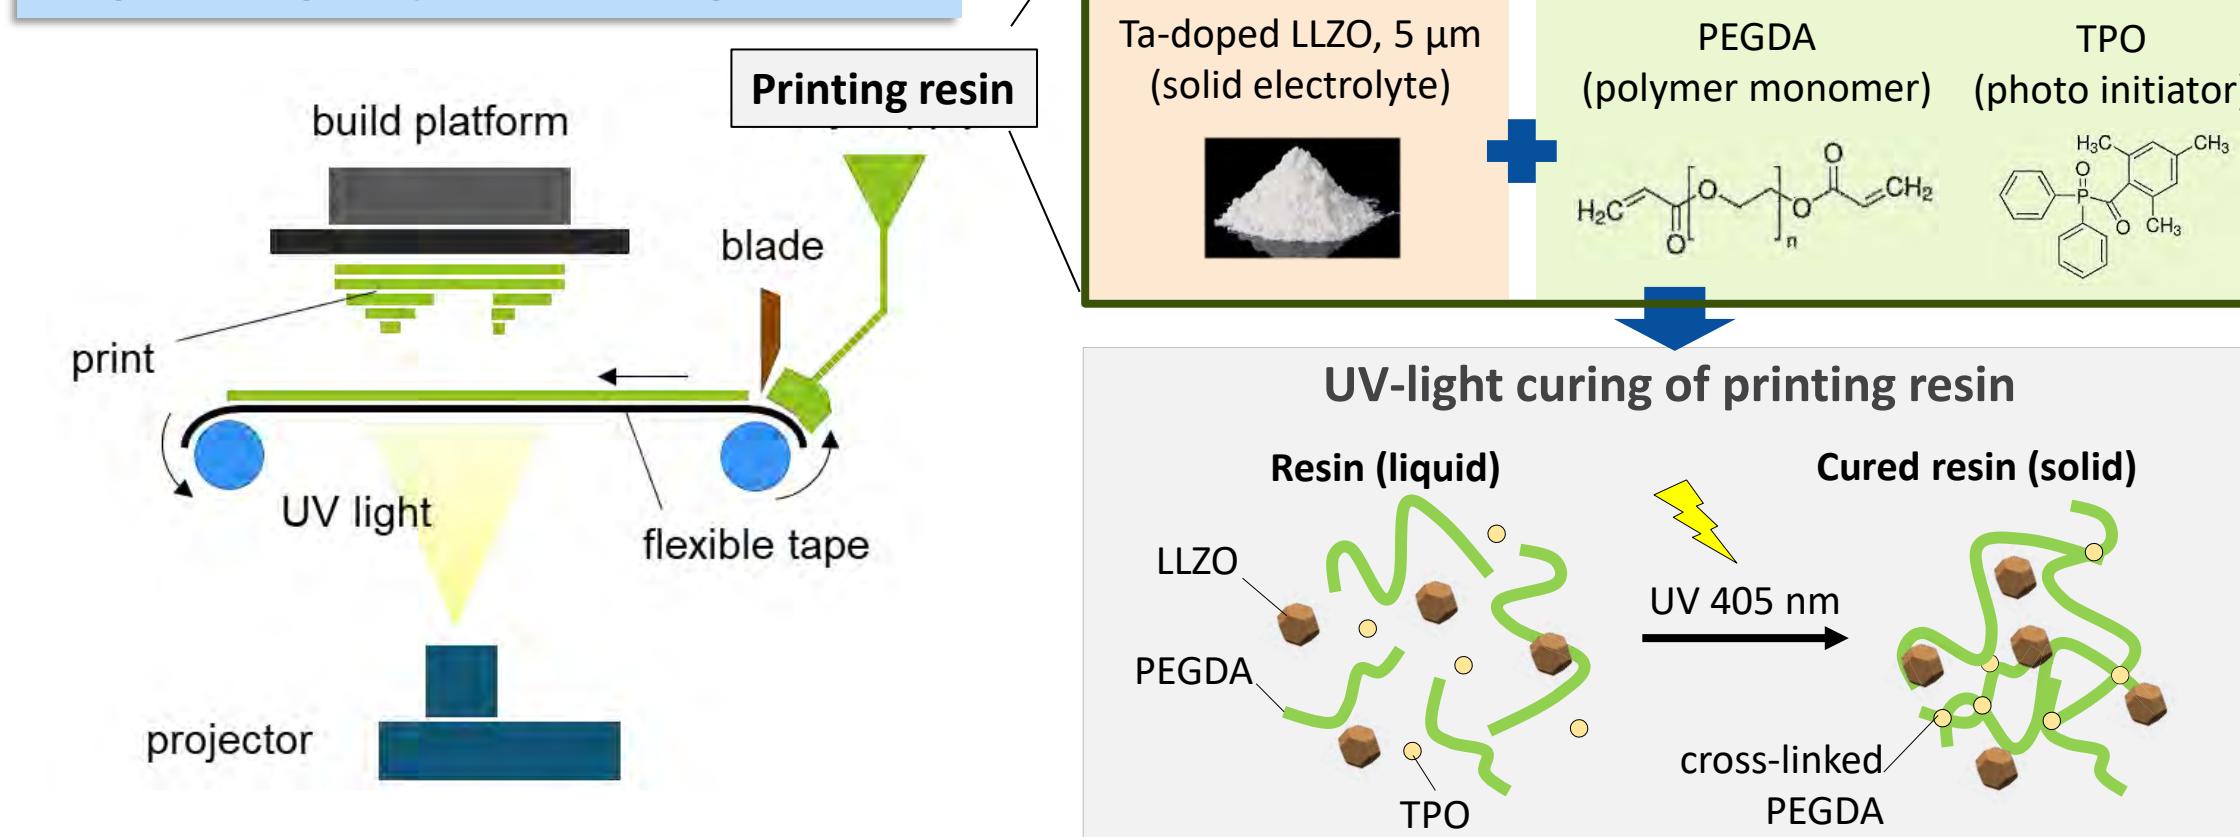 Printing resin
build platform
blade
print
UV light
flexible tape
projector
Ta-doped LLZO, 5 µm
(solid electrolyte)
PEGDA
(polymer monomer)
TPO
(photo initiator)
H₂C
O
O
n
O
O
CH₂
H₃C
CH₃
O
P
O
CH₃
UV-light curing of printing resin
Resin (liquid)
Cured resin (solid)
LLZO
PEGDA
TPO
UV 405 nm
cross-linked
PEGDA